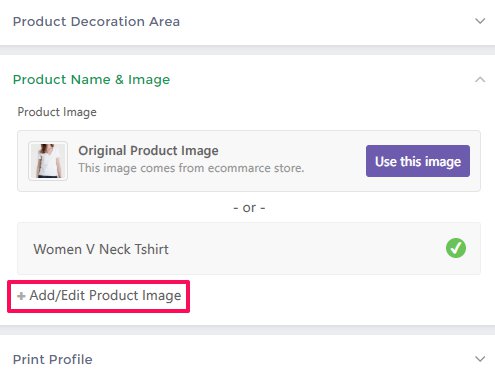 Product Decoration Area
Product Name & Image
Product Image
Original Product Image
This image comes from ecommarce store.
Use this image
- or -
Women V Neck Tshirt
+ Add/Edit Product Image
Print Profile